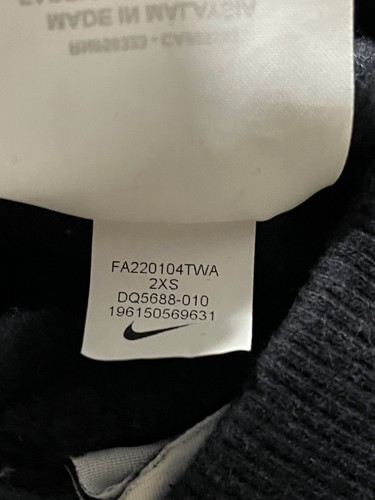 MADE IN MALAYSIA
FA220104TWA
2XS
DQ5688-010
196150569631